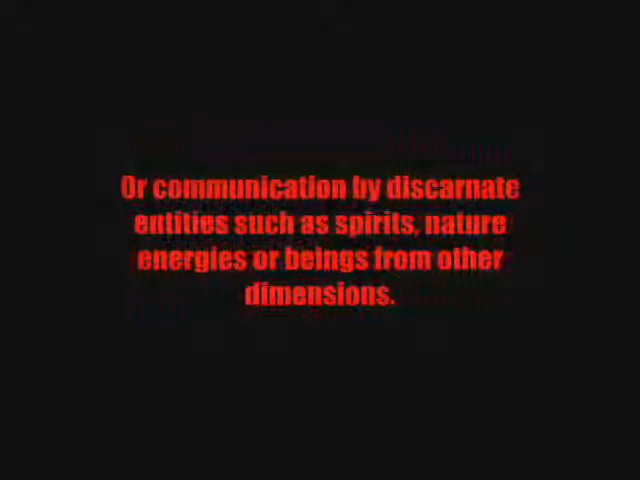 Or communication by discarnate
entities such as spirits, nature
energies or beings from other
dimensions.